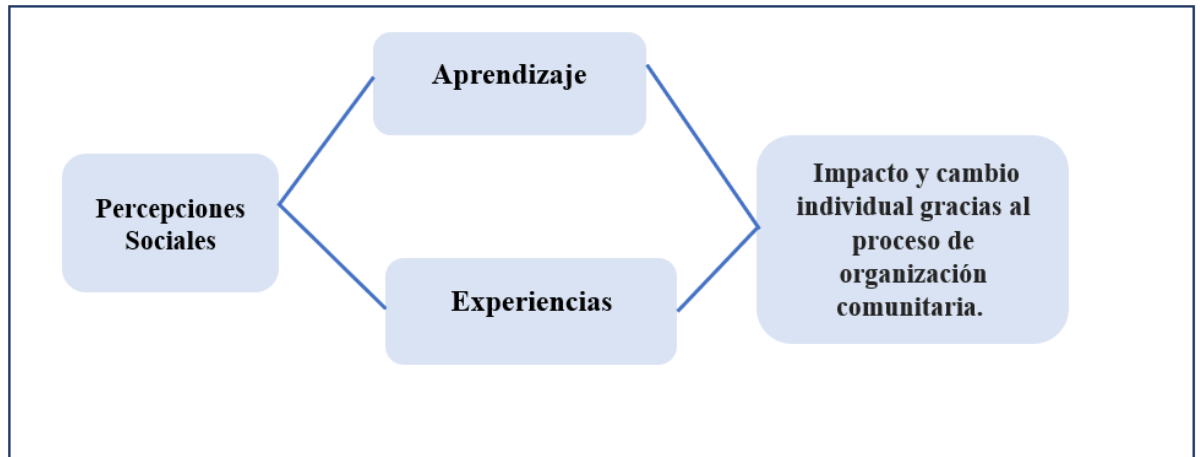 Aprendizaje
Percepciones
Sociales
Experiencias
Impacto y cambio
individual gracias al
proceso de
organización
comunitaria.